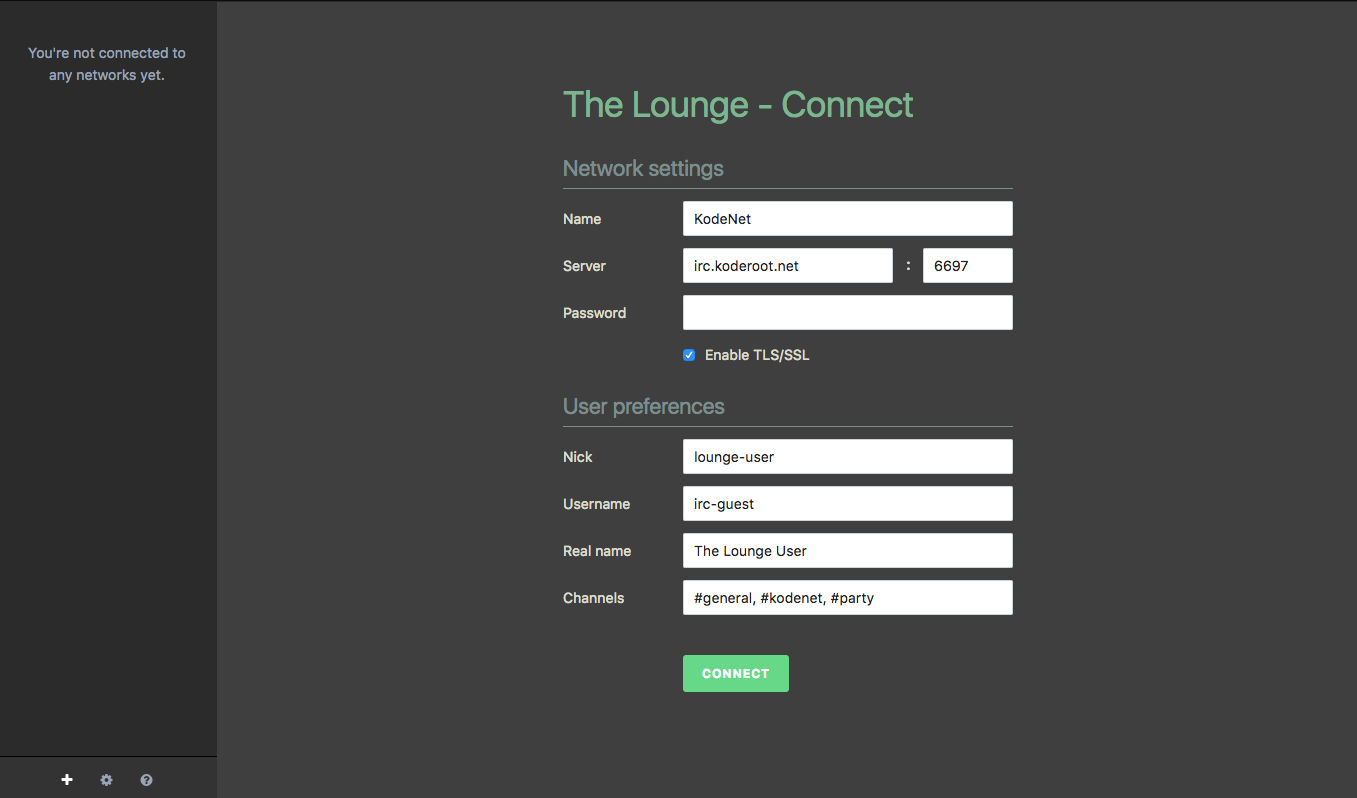 You're not connected to
any networks yet.
The Lounge - Connect
Network settings
Name KodeNet
Server irc.koderoot.net : 6697
Password
Enable TLS/SSL
User preferences
Nick lounge-user
Username irc-guest
Real name The Lounge User
Channels #general, #kodenet, #party
CONNECT